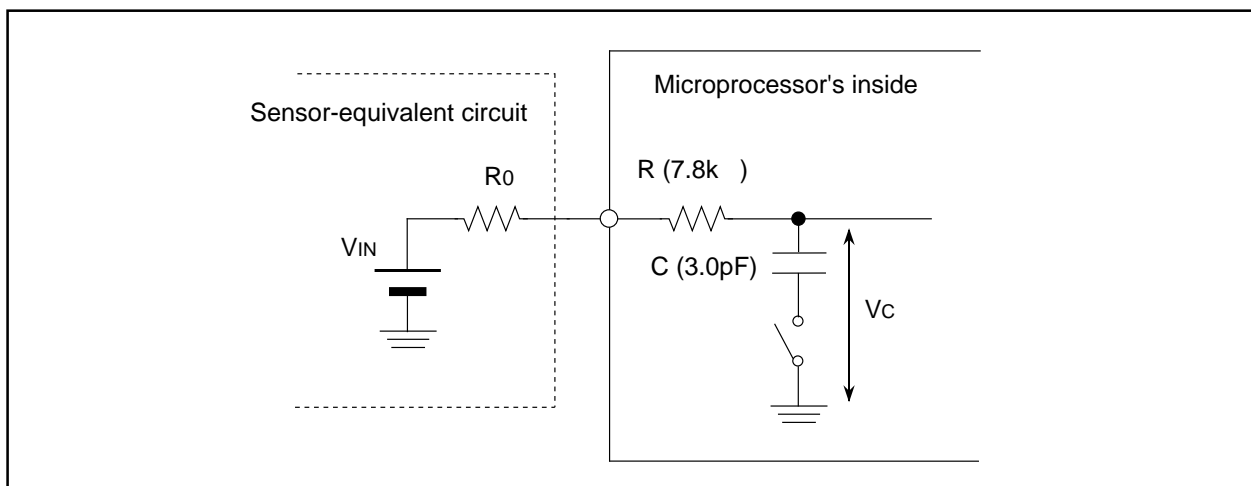 Microprocessor's inside
Sensor-equivalent circuit
R0
R (7.8k )
VIN
C (3.0pF)
VC